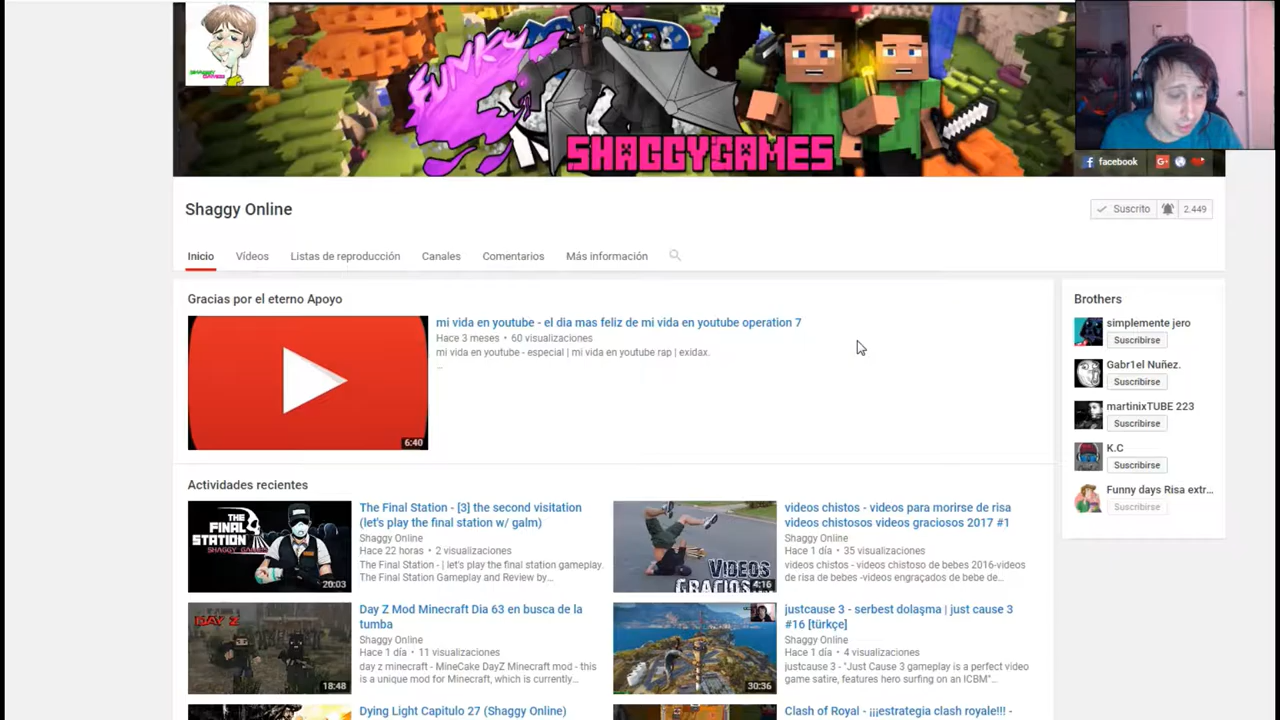 SHAGGY GAMES
SHAGGYGAMES
facebook
Shaggy Online
Suscrito 2.449
Inicio Vídeos Listas de reproducción Canales Comentarios Más información
Gracias por el eterno Apoyo
mi vida en youtube - el dia mas feliz de mi vida en youtube operation 7
Hace 3 meses • 60 visualizaciones
mi vida en youtube - especial | mi vida en youtube rap | exidax.
...
6:40
Brothers
simplemente jero
Suscribirse
Gabr1el Nuñez.
Suscribirse
martinixTUBE 223
Suscribirse
K.C
Suscribirse
Funny days Risa extr...
Suscribirse
Actividades recientes
THE FINAL STATION
SHAGGY GAMES
20:03
The Final Station - [3] the second visitation
(let's play the final station w/ galm)
Shaggy Online
Hace 22 horas • 2 visualizaciones
The Final Station - | let's play the final station gameplay.
The Final Station Gameplay and Review by...
VIDEOS
GRACIOS
4:16
videos chistos - videos para morirse de risa
videos chistosos videos graciosos 2017 #1
Shaggy Online
Hace 1 día • 35 visualizaciones
videos chistos - videos chistoso de bebes 2016-videos
de risa de bebes -videos engraçados de bebe de...
DAY Z
18:48
Day Z Mod Minecraft Dia 63 en busca de la
tumba
Shaggy Online
Hace 1 día • 11 visualizaciones
day z minecraft - MineCake DayZ Minecraft mod - this
is a unique mod for Minecraft, which is currently...
30:36
justcause 3 - serbest dolaşma | just cause 3
#16 [türkçe]
Shaggy Online
Hace 1 día • 4 visualizaciones
justcause 3 - "Just Cause 3 gameplay is a perfect video
game satire, features hero surfing on an ICBM"...
Dying Light Capitulo 27 (Shaggy Online)
Clash of Royal - ¡¡¡estrategia clash royale!!! -